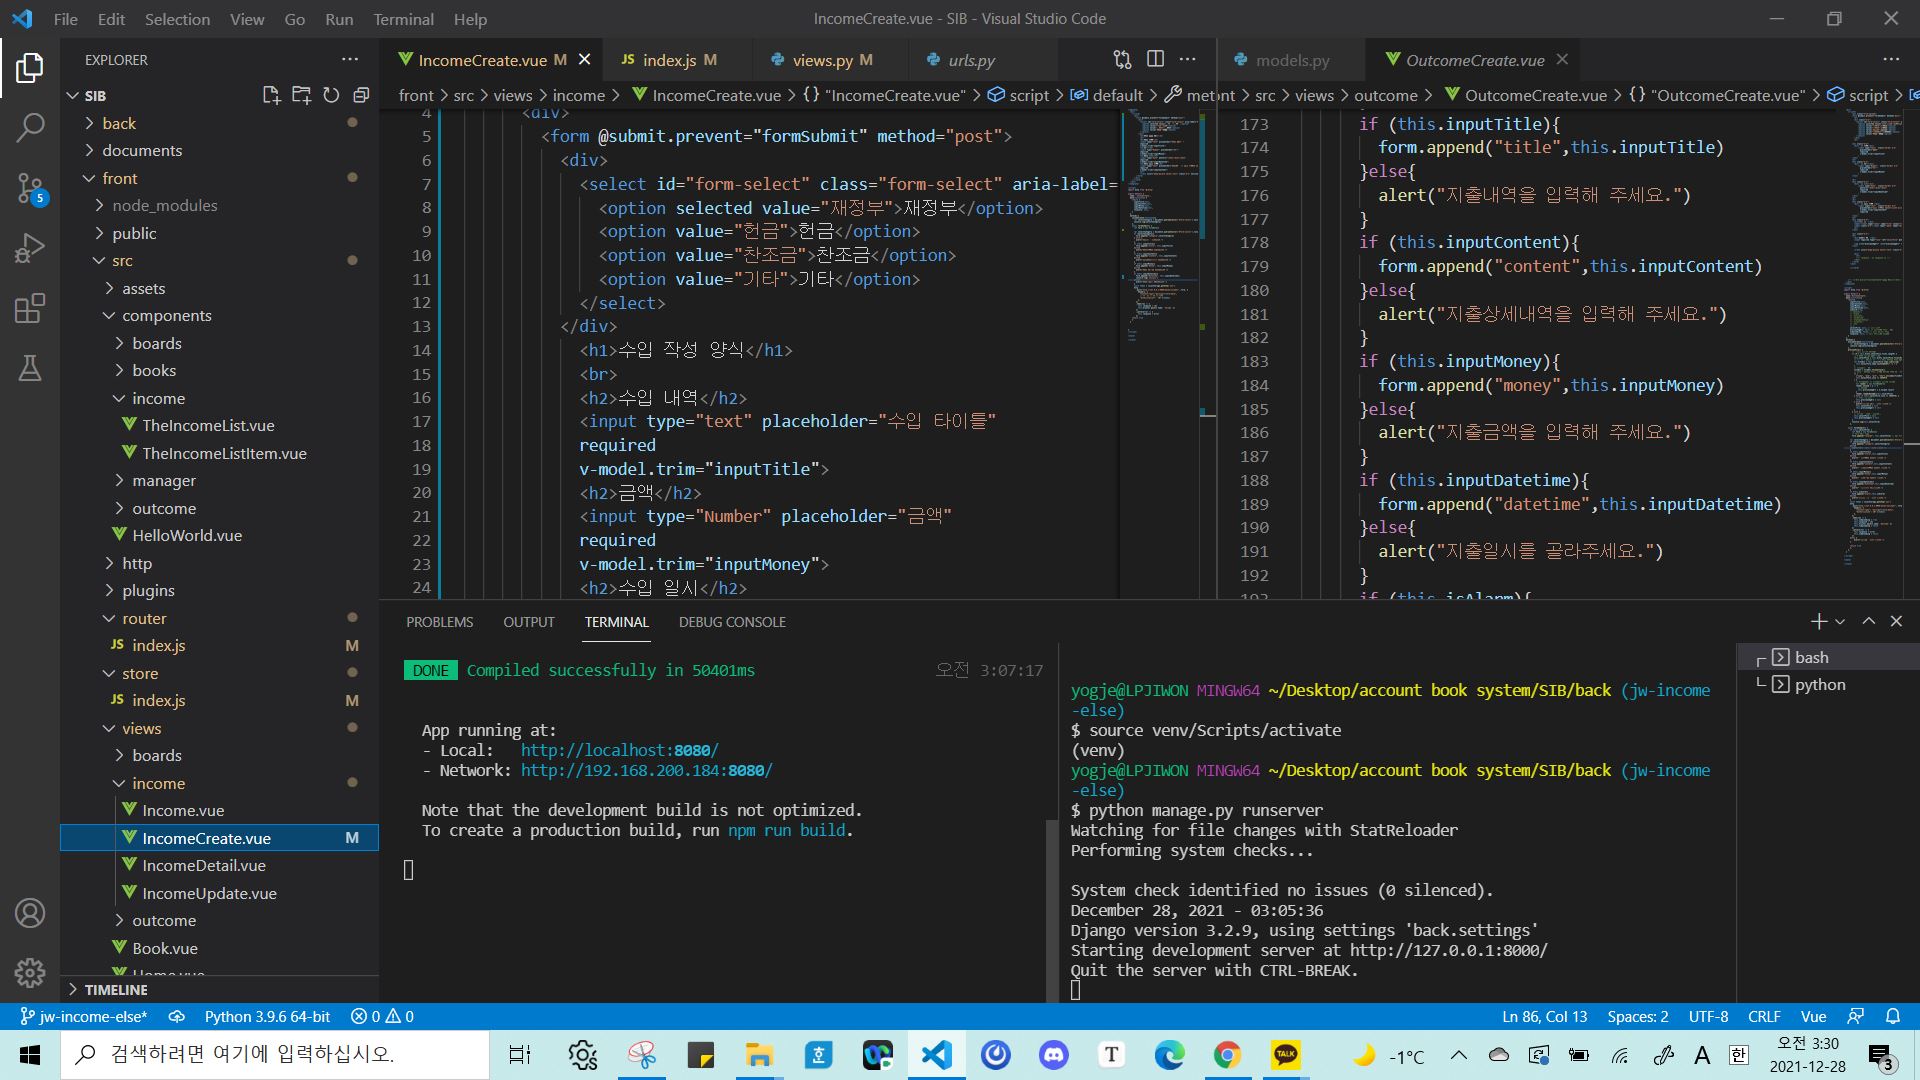 File Edit Selection View Go Run Terminal Help
IncomeCreate.vue - SIB - Visual Studio Code
EXPLORER
SIB
back
documents
front
node_modules
public
src
assets
components
boards
books
income
TheIncomeList.vue
TheIncomeListItem.vue
manager
outcome
HelloWorld.vue
http
plugins
router
JS index.js M
store
JS index.js M
views
boards
income
Income.vue
IncomeCreate.vue M
IncomeDetail.vue
IncomeUpdate.vue
outcome
Book.vue
Home.vue
TIMELINE
5
IncomeCreate.vue M
JS index.js M
views.py M
urls.py
front > src > views > income > IncomeCreate.vue > {} "IncomeCreate.vue" > script > default >
4 <div>
5 <form @submit.prevent="formSubmit" method="post">
6 <div>
7 <select id="form-select" class="form-select" aria-label=
8 <option selected value="재정부">재정부</option>
9 <option value="헌금">헌금</option>
10 <option value="찬조금">찬조금</option>
11 <option value="기타">기타</option>
12 </select>
13 </div>
14 <h1>수입 작성 양식</h1>
15 <br>
16 <h2>수입 내역</h2>
17 <input type="text" placeholder="수입 타이틀"
18 required
19 v-model.trim="inputTitle">
20 <h2>금액</h2>
21 <input type="Number" placeholder="금액"
22 required
23 v-model.trim="inputMoney">
24 <h2>수입 일시</h2>
models.py
OutcomeCreate.vue
src > views > outcome > OutcomeCreate.vue > {} "OutcomeCreate.vue" > script >
173 if (this.inputTitle){
174 form.append("title",this.inputTitle)
175 }else{
176 alert("지출내역을 입력해 주세요.")
177 }
178 if (this.inputContent){
179 form.append("content",this.inputContent)
180 }else{
181 alert("지출상세내역을 입력해 주세요.")
182 }
183 if (this.inputMoney){
184 form.append("money",this.inputMoney)
185 }else{
186 alert("지출금액을 입력해 주세요.")
187 }
188 if (this.inputDatetime){
189 form.append("datetime",this.inputDatetime)
190 }else{
191 alert("지출일시를 골라주세요.")
192 }
193 if (this.isAlarm){
PROBLEMS OUTPUT TERMINAL DEBUG CONSOLE
DONE Compiled successfully in 50401ms 오전 3:07:17
App running at:
- Local: http://localhost:8080/
- Network: http://192.168.200.184:8080/
Note that the development build is not optimized.
To create a production build, run npm run build.
yogje@LPJIWON MINGW64 ~/Desktop/account book system/SIB/back (jw-income
-else)
$ source venv/Scripts/activate
(venv)
yogje@LPJIWON MINGW64 ~/Desktop/account book system/SIB/back (jw-income
-else)
$ python manage.py runserver
Watching for file changes with StatReloader
Performing system checks...
System check identified no issues (0 silenced).
December 28, 2021 - 03:05:36
Django version 3.2.9, using settings 'back.settings'
Starting development server at http://127.0.0.1:8000/
Quit the server with CTRL-BREAK.
bash
python
jw-income-else* Python 3.9.6 64-bit 0 0
Ln 86, Col 13 Spaces: 2 UTF-8 CRLF Vue
검색하려면 여기에 입력하십시오.
T
TALK
-1°C
A 한
오전 3:30
2021-12-28
3